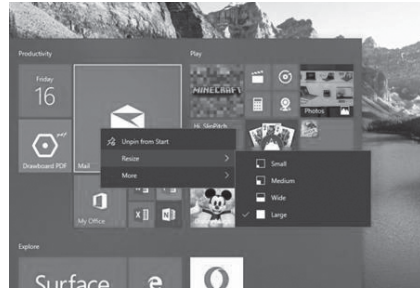 Productivity
Play
Friday
16
MINECRAFT
Photos
Drawboard PDF
Mail
Unpin from Start
Resize
More
Small
Medium
Wide
Large
My Office
Explore
Surface